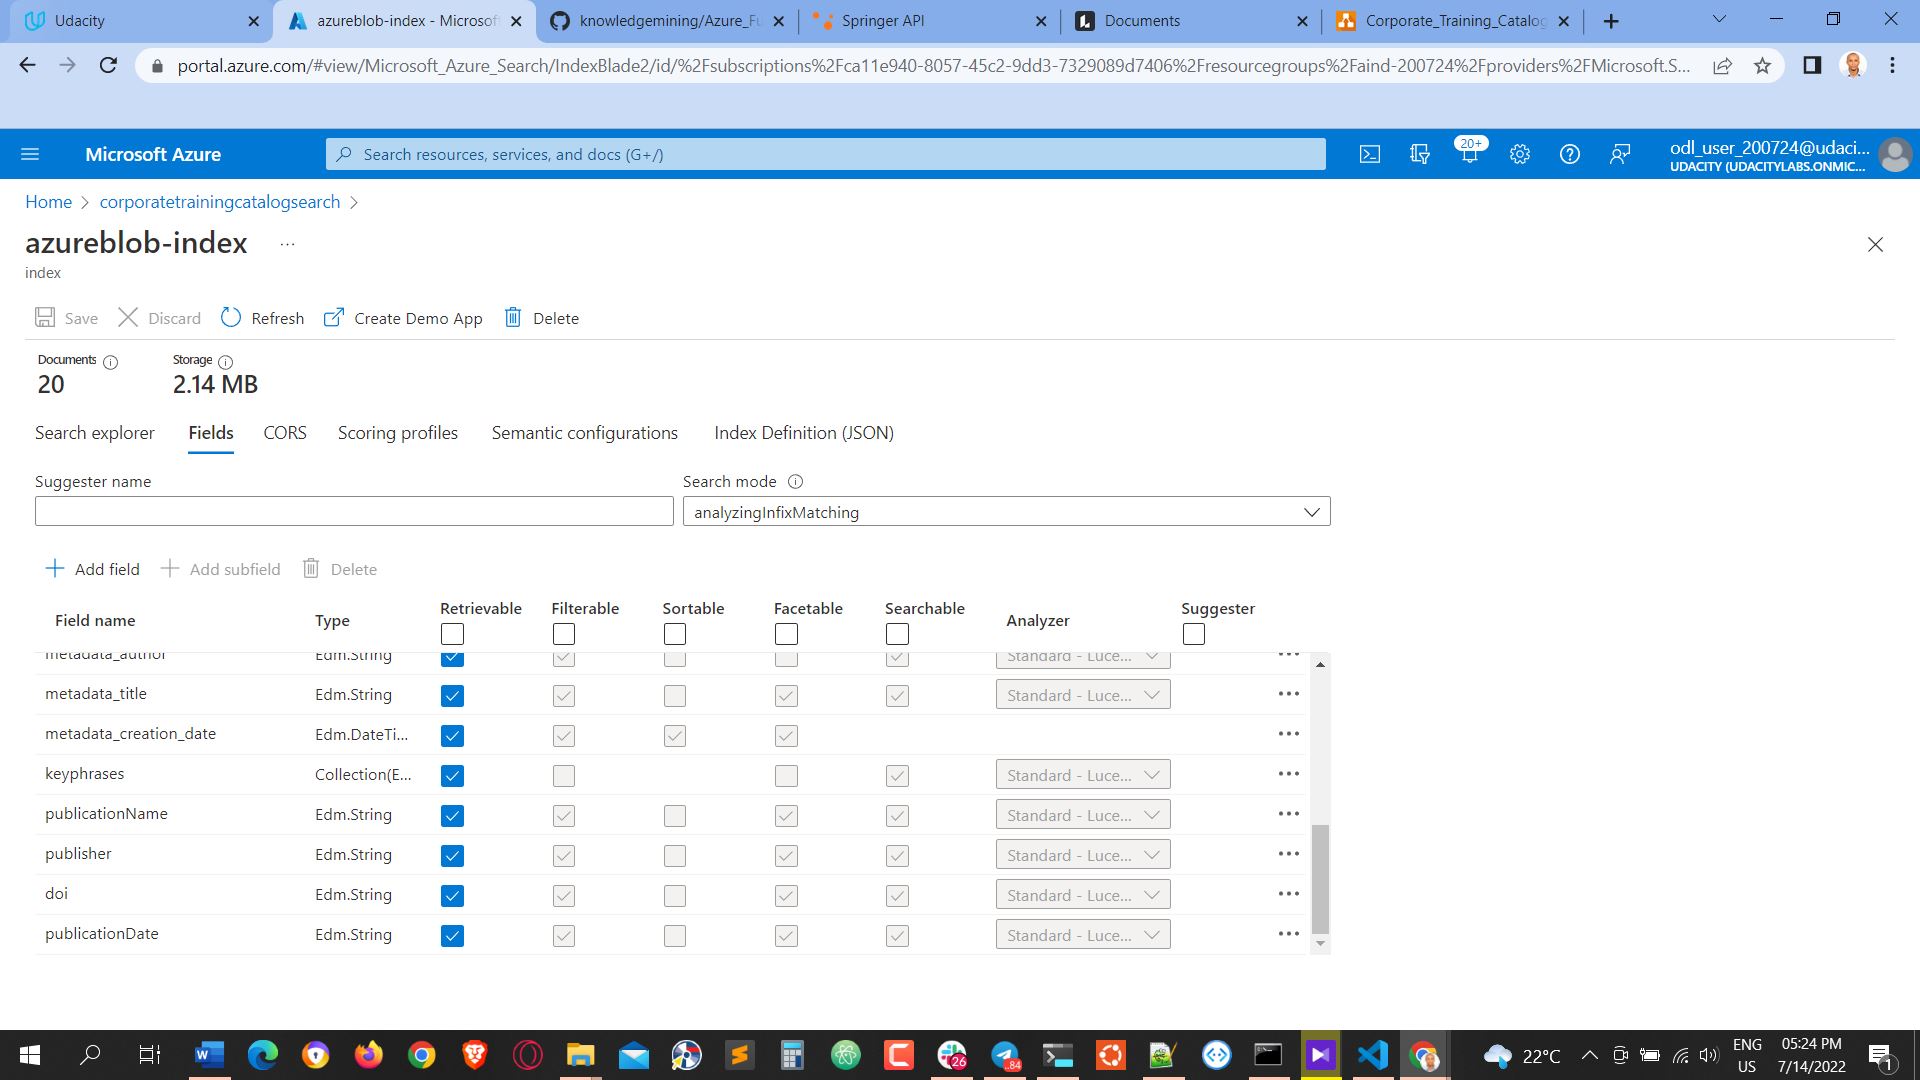 Udacity
azureblob-index - Microsoft
knowledgemining/Azure_Fu
Springer API
Documents
Corporate_Training_Catalog
portal.azure.com/#view/Microsoft_Azure_Search/IndexBlade2/id/%2Fsubscriptions%2Fca11e940-8057-45c2-9dd3-7329089d7406%2Fresourcegroups%2Faind-200724%2Fproviders%2FMicrosoft.S...
Microsoft Azure
Search resources, services, and docs (G+/)
20+
odl_user_200724@udaci...
UDACITY (UDACITYLABS.ONMIC...
Home > corporatetrainingcatalogsearch >
azureblob-index ...
index
Save Discard Refresh Create Demo App Delete
Documents Storage
20 2.14 MB
Search explorer Fields CORS Scoring profiles Semantic configurations Index Definition (JSON)
Suggester name Search mode
analyzingInfixMatching
Add field Add subfield Delete
Field name Type Retrievable Filterable Sortable Facetable Searchable Analyzer Suggester
metadata_author Edm.String Standard - Luce...
metadata_title Edm.String Standard - Luce...
metadata_creation_date Edm.DateTi...
keyphrases Collection(E... Standard - Luce...
publicationName Edm.String Standard - Luce...
publisher Edm.String Standard - Luce...
doi Edm.String Standard - Luce...
publicationDate Edm.String Standard - Luce...
26
84
22°C
ENG
US
05:24 PM
7/14/2022
1